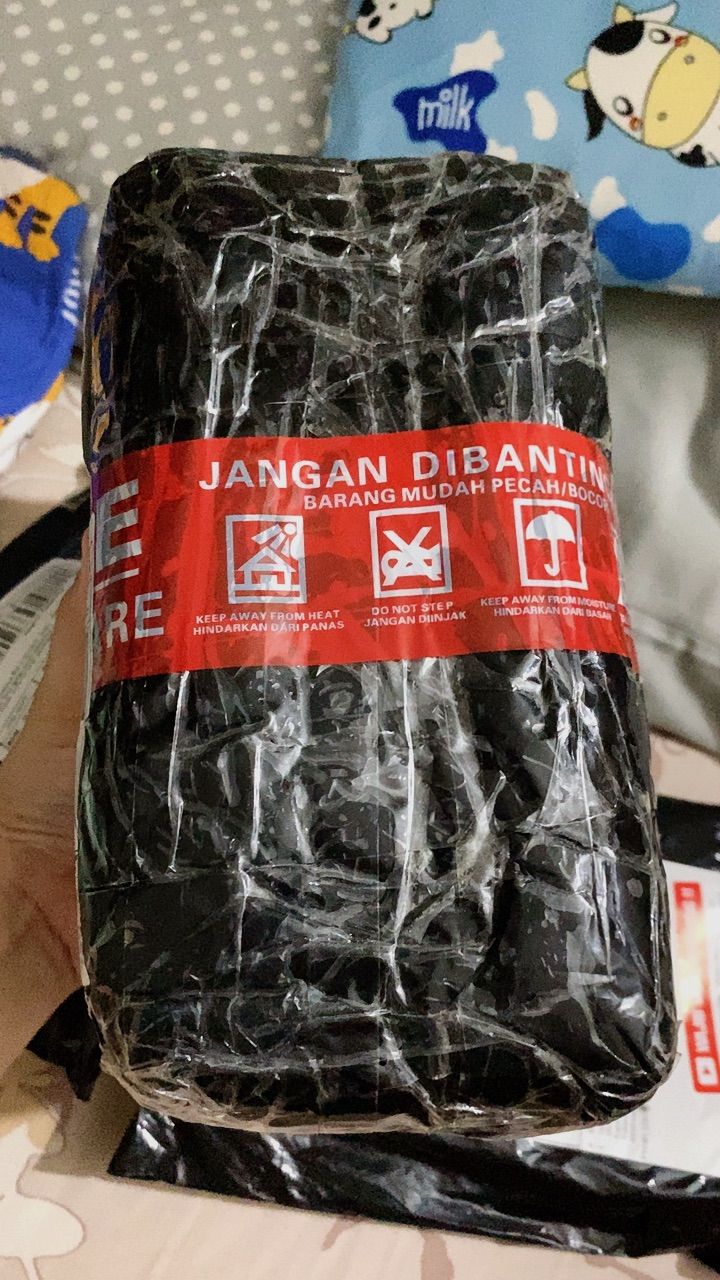 milk
JANGAN DIBANTIN
BARANG MUDAH PECAH/BOCOR
E
RE
KEEP AWAY FROM HEAT
HINDARKAN DARI PANAS
DO NOT STEP
JANGAN DIINJAK
KEEP AWAY FROM MOISTURE
HINDARKAN DARI BASAH